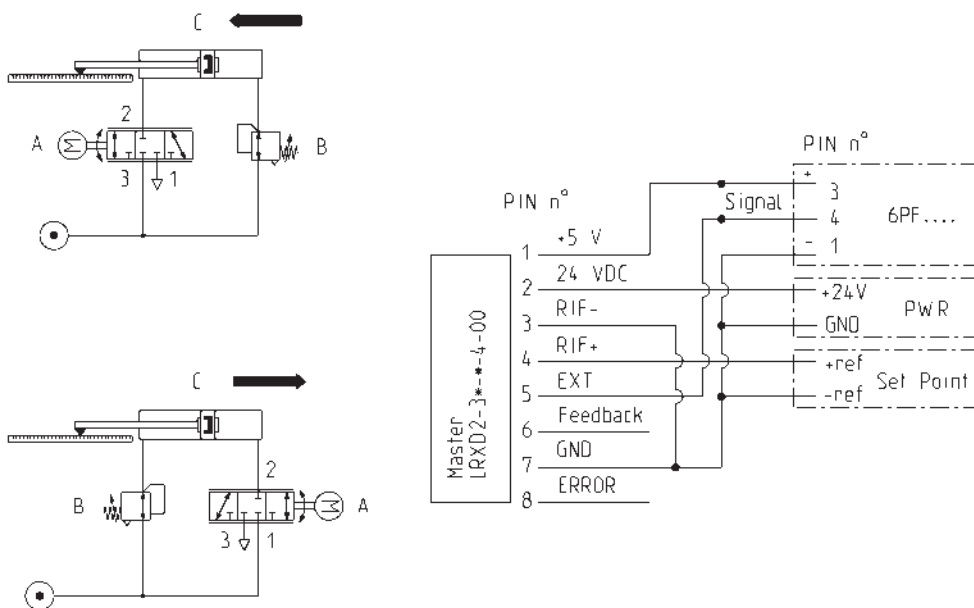 C
2
A
M
B
3
1
C
2
B
A
M
3
1
PIN n°
Master
LRXD2-3*-*-4-00
1
+5 V
2
24 VDC
3
RIF-
4
RIF+
5
EXT
6
Feedback
7
GND
8
ERROR
Signal
PIN n°
+
3
4
-
1
6PF....
+24V
GND
PWR
+ref
-ref
Set Point